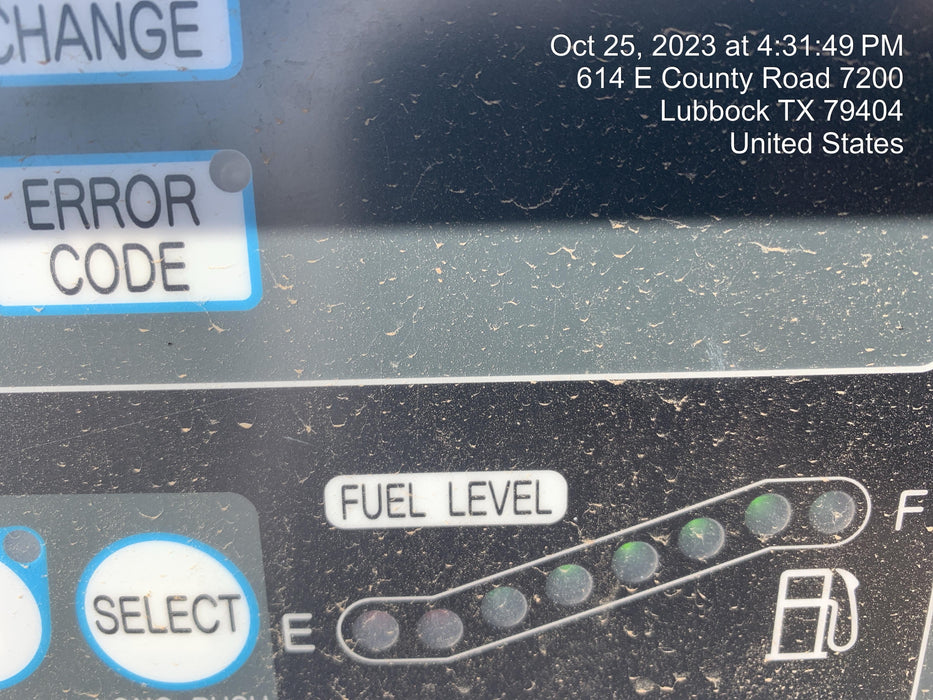 CHANGE
Oct 25, 2023 at 4:31:49 PM
614 E County Road 7200
Lubbock TX 79404
United States
ERROR
CODE
FUEL LEVEL
F
SELECT
E